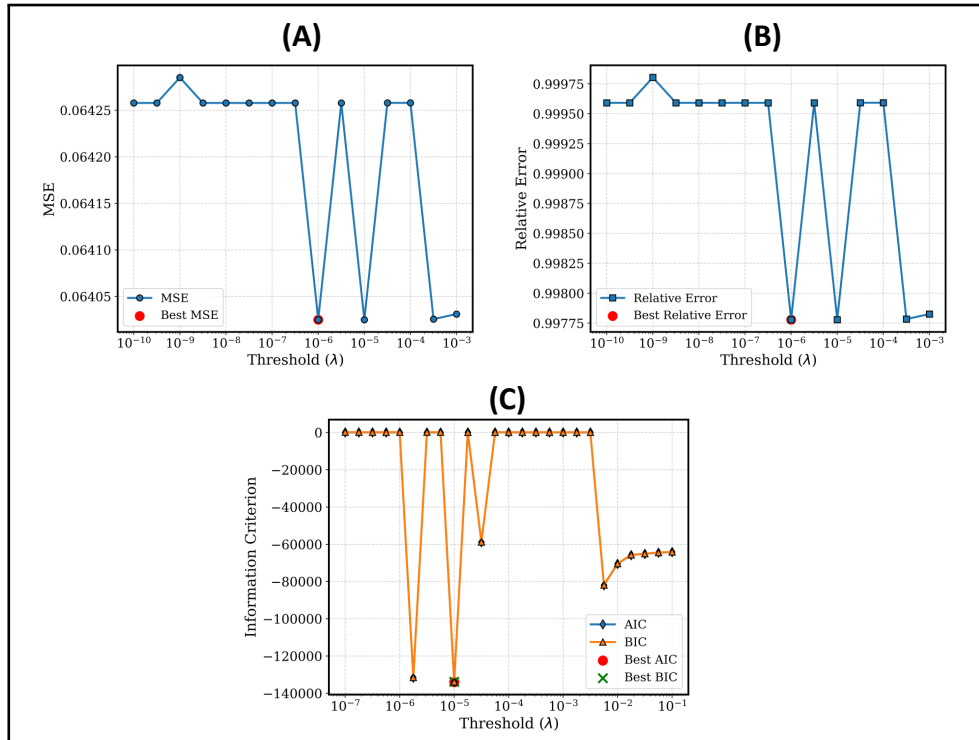 (A)
0.06425
0.06420
0.06415
0.06410
0.06405
MSE
MSE
Best MSE
10⁻¹⁰ 10⁻⁹ 10⁻⁸ 10⁻⁷ 10⁻⁶ 10⁻⁵ 10⁻⁴ 10⁻³
Threshold (λ)
(B)
0.99975
0.99950
0.99925
0.99900
0.99875
0.99850
0.99825
0.99800
0.99775
Relative Error
Relative Error
Best Relative Error
10⁻¹⁰ 10⁻⁹ 10⁻⁸ 10⁻⁷ 10⁻⁶ 10⁻⁵ 10⁻⁴ 10⁻³
Threshold (λ)
(C)
0
−20000
−40000
−60000
−80000
−100000
−120000
−140000
Information Criterion
AIC
BIC
Best AIC
Best BIC
10⁻⁷ 10⁻⁶ 10⁻⁵ 10⁻⁴ 10⁻³ 10⁻² 10⁻¹
Threshold (λ)